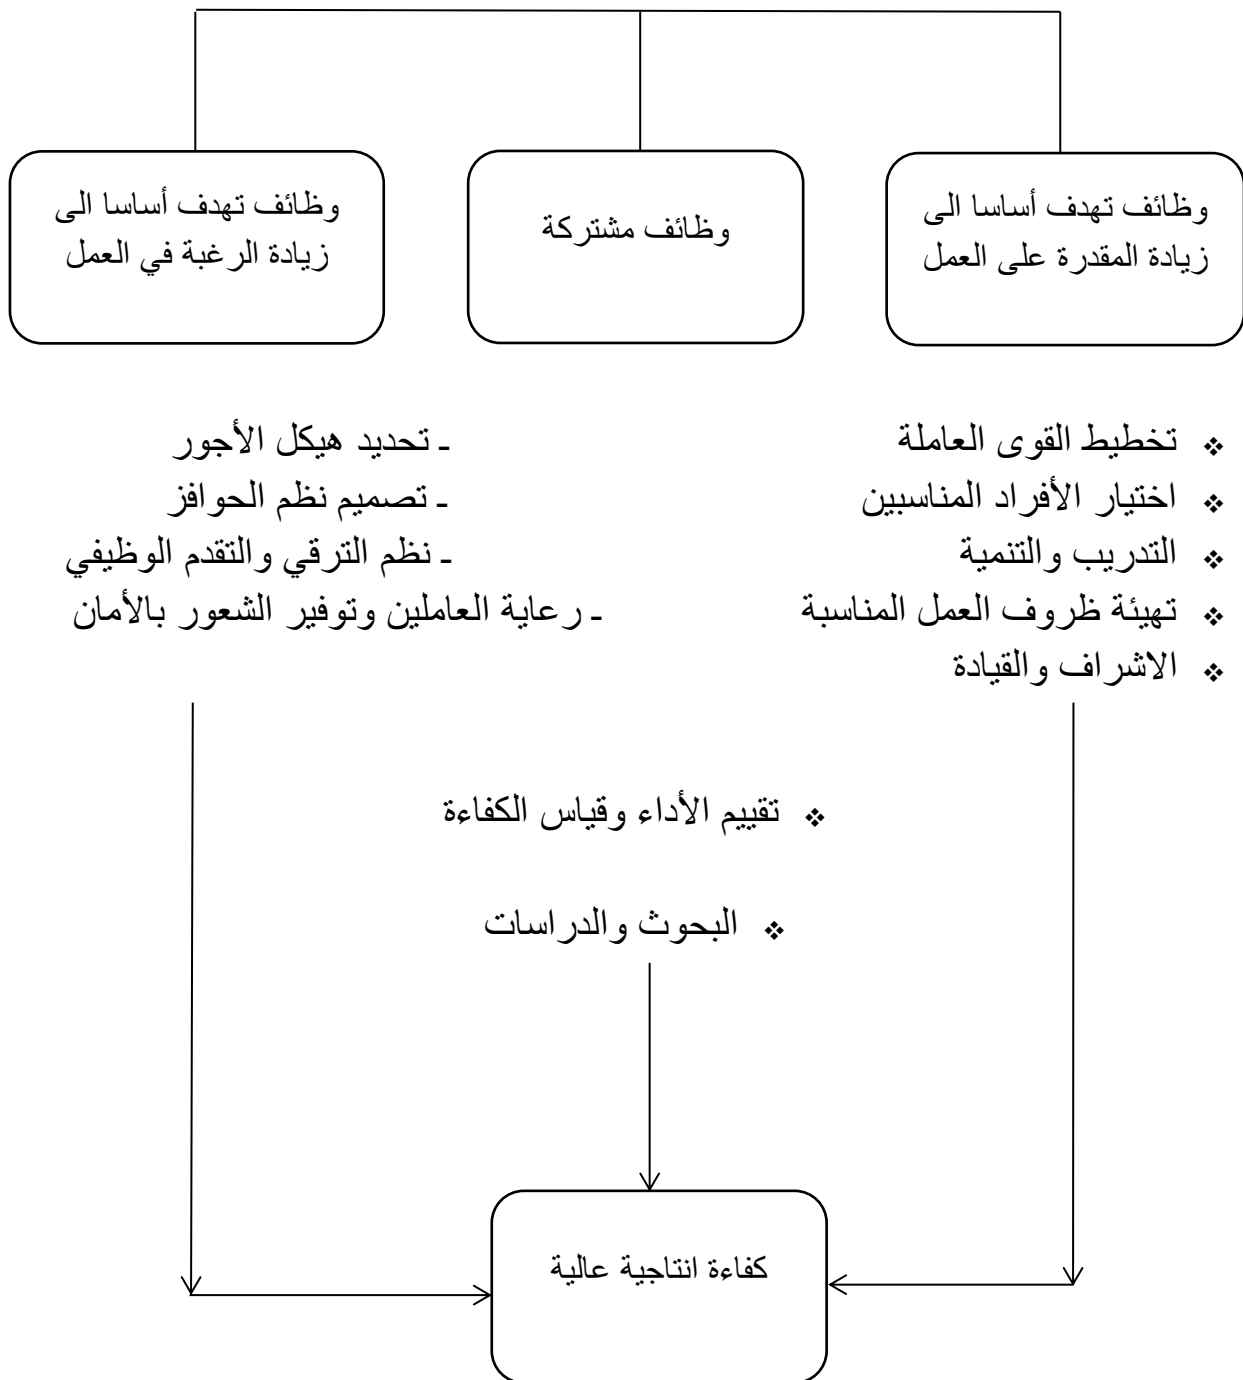 وظائف تهدف أساسا الى
زيادة المقدرة على العمل
وظائف مشتركة
وظائف تهدف أساسا الى
زيادة الرغبة في العمل
❖ تخطيط القوى العاملة
❖ اختيار الأفراد المناسبين
❖ التدريب والتنمية
❖ تهيئة ظروف العمل المناسبة
❖ الاشراف والقيادة
ـ تحديد هيكل الأجور
ـ تصميم نظم الحوافز
ـ نظم الترقي والتقدم الوظيفي
ـ رعاية العاملين وتوفير الشعور بالأمان
❖ تقييم الأداء وقياس الكفاءة
❖ البحوث والدراسات
كفاءة انتاجية عالية